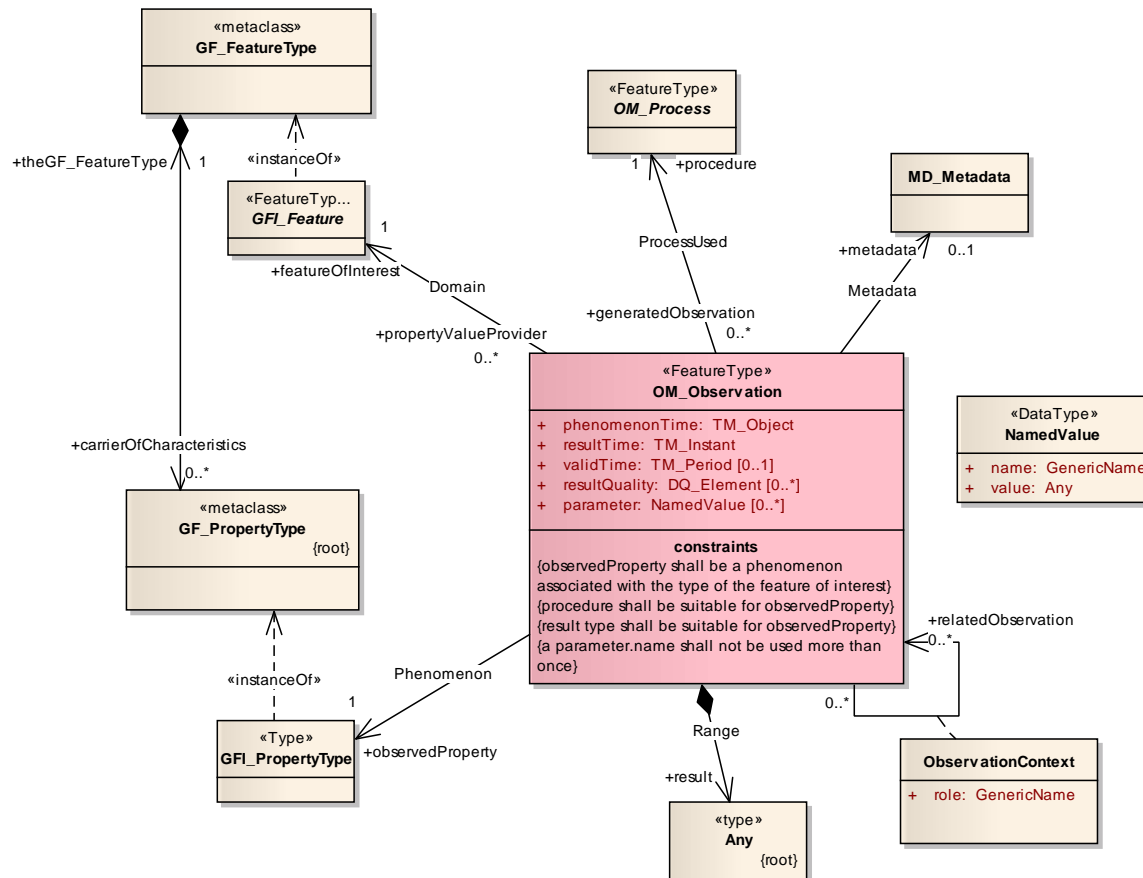 «metaclass»
GF_FeatureType
+theGF_FeatureType
1
«instanceOf»
«FeatureTyp...
GFI_Feature
1
+featureOfInterest
Domain
+propertyValueProvider
0..*
«FeatureType»
OM_Process
1
+procedure
ProcessUsed
+generatedObservation
0..*
MD_Metadata
+metadata
0..1
Metadata
«FeatureType»
OM_Observation
+ phenomenonTime: TM_Object
+ resultTime: TM_Instant
+ validTime: TM_Period [0..1]
+ resultQuality: DQ_Element [0..*]
+ parameter: NamedValue [0..*]
constraints
{observedProperty shall be a phenomenon
associated with the type of the feature of interest}
{procedure shall be suitable for observedProperty}
{result type shall be suitable for observedProperty}
{a parameter.name shall not be used more than
once}
«DataType»
NamedValue
+ name: GenericName
+ value: Any
+carrierOfCharacteristics
0..*
«metaclass»
GF_PropertyType
{root}
«instanceOf»
«Type»
GFI_PropertyType
Phenomenon
1
+observedProperty
+relatedObservation
0..*
0..*
ObservationContext
+ role: GenericName
Range
+result
«type»
Any
{root}